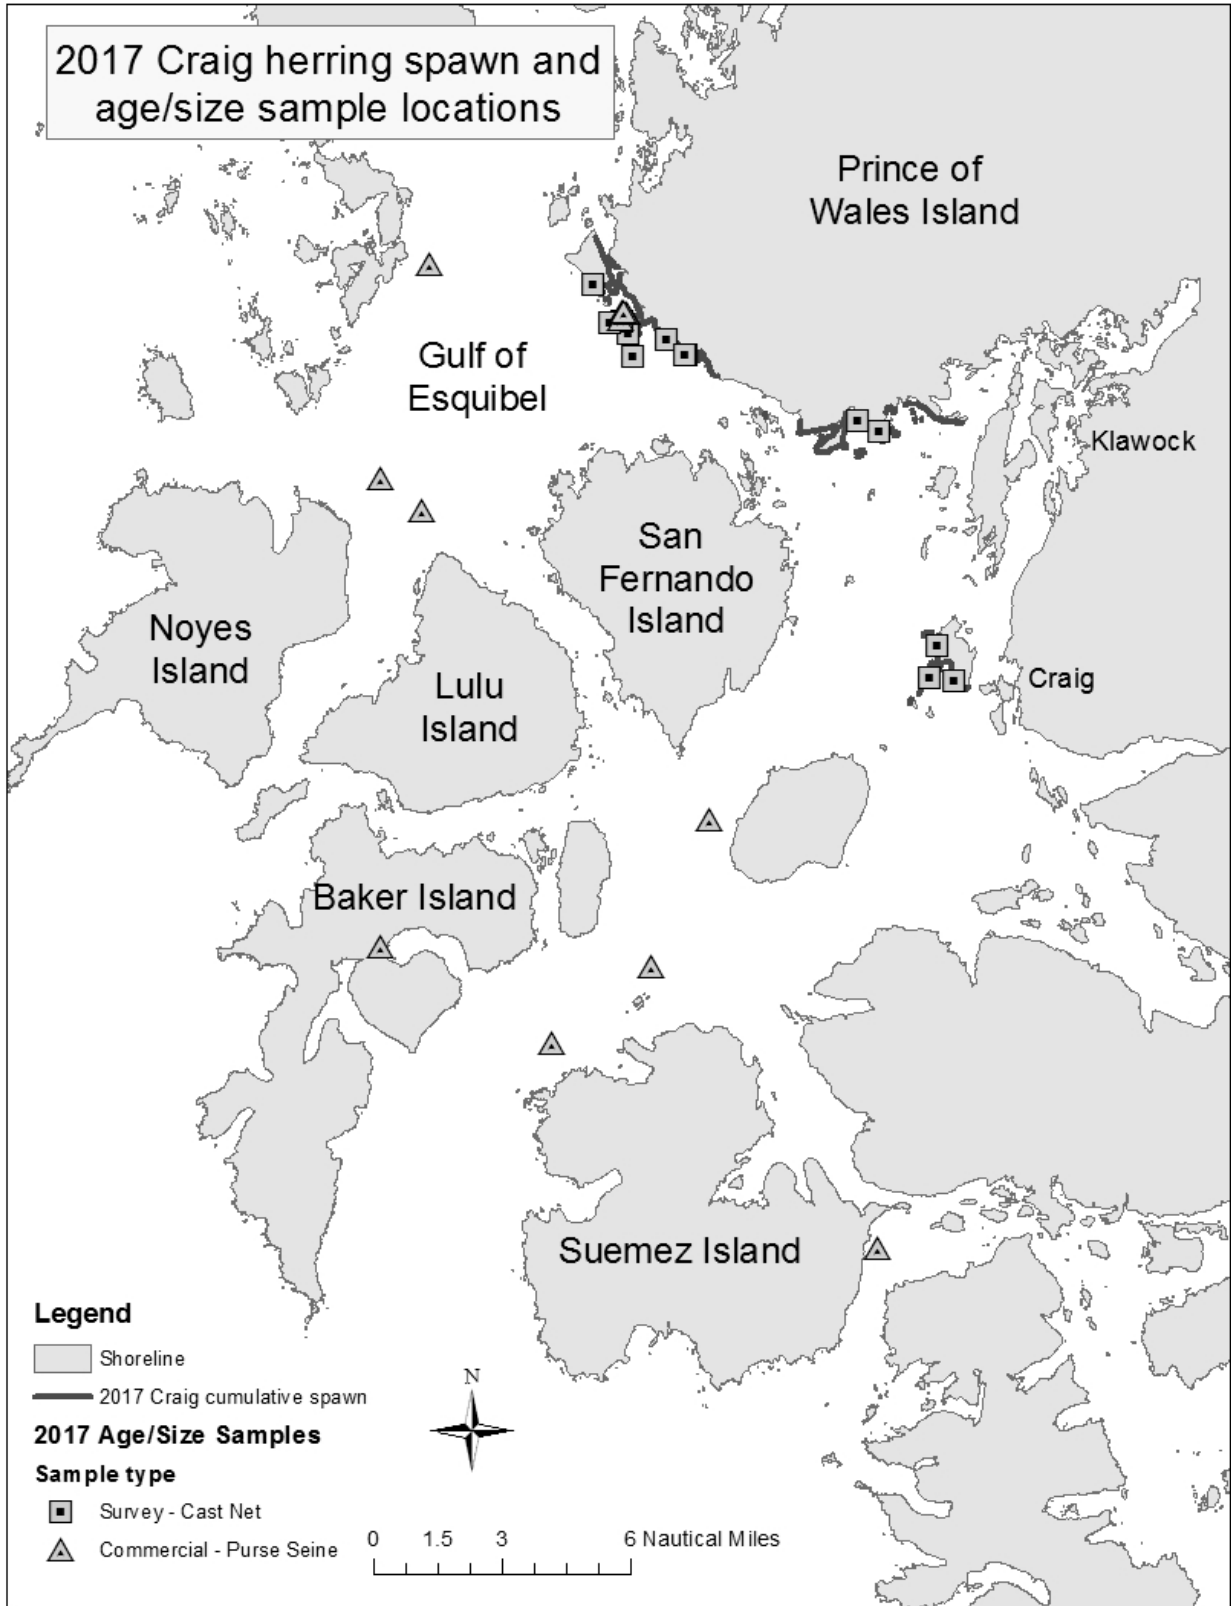 2017 Craig herring spawn and
age/size sample locations
Prince of
Wales Island
Gulf of
Esquibel
Klawock
San
Fernando
Island
Noyes
Island
Lulu
Island
Craig
Baker Island
Suemez Island
Legend
Shoreline
2017 Craig cumulative spawn
2017 Age/Size Samples
Sample type
Survey - Cast Net
Commercial - Purse Seine
N
0 1.5 3 6 Nautical Miles